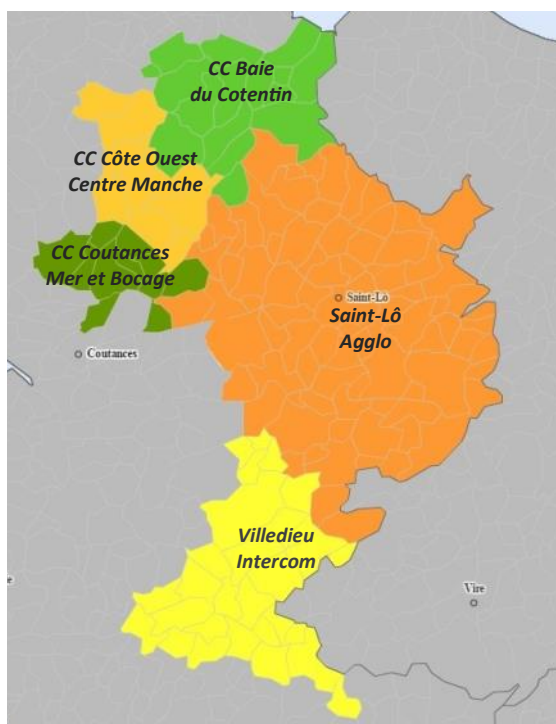 CC Baie
du Cotentin
CC Côte Ouest
Centre Manche
CC Coutances
Mer et Bocage
Saint-Lô
Saint-Lô
Agglo
Coutances
Villedieu
Intercom
Vire